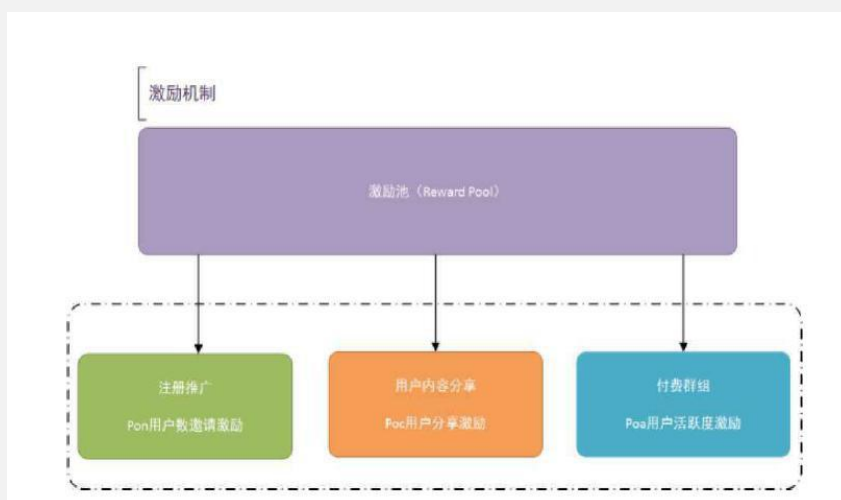 激励机制
激励池（Reward Pool）
注册推广
Pon用户数邀请激励
用户内容分享
Poc用户分享激励
付费群组
Poa用户活跃度激励